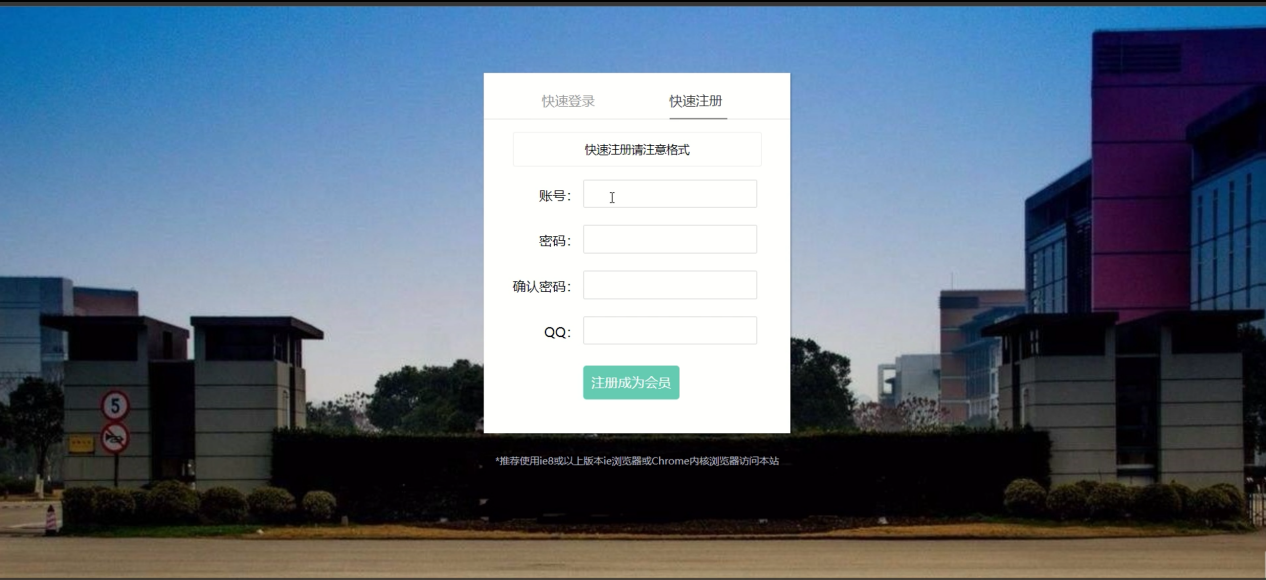 快速登录 快速注册
快速注册请注意格式
账号：
密码：
确认密码：
QQ：
注册成为会员
*推荐使用ie8或以上版本ie浏览器或Chrome内核浏览器访问本站
5